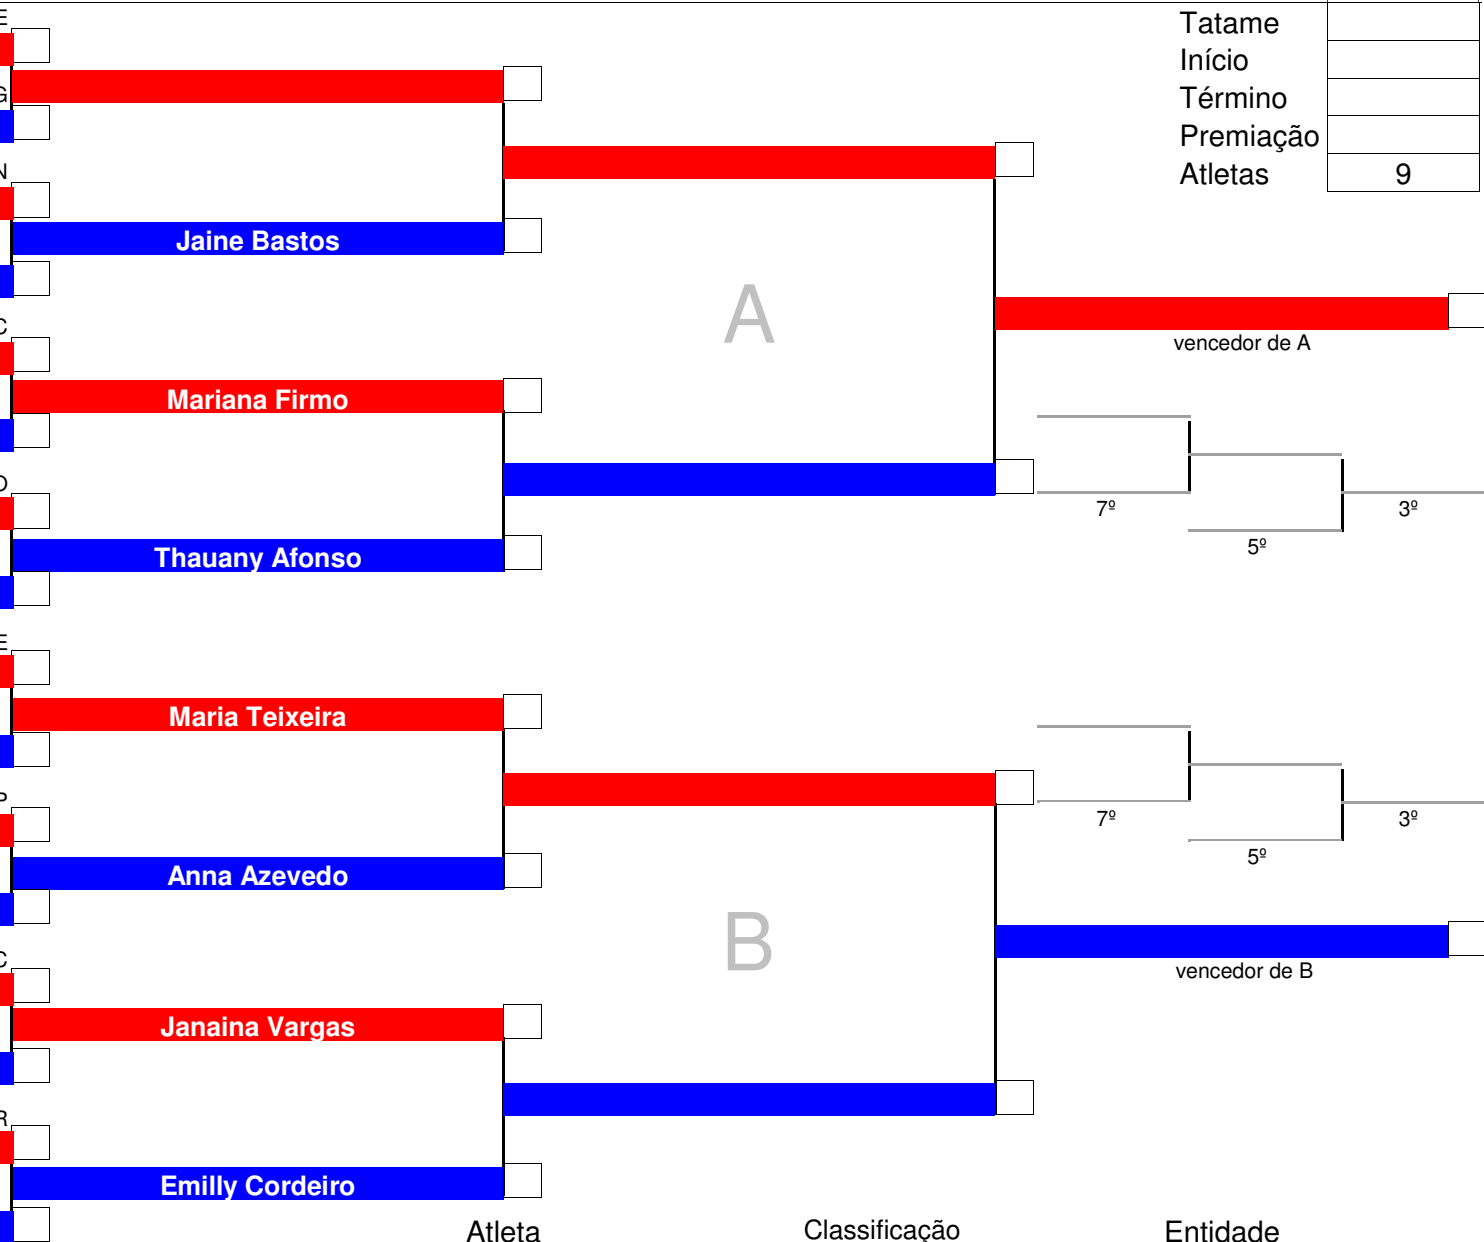 Tatame
Início
Término
Premiação
Atletas 9
Jaine Bastos
A
vencedor de A
Mariana Firmo
7º
3º
5º
Thauany Afonso
Maria Teixeira
7º
3º
5º
Anna Azevedo
B
vencedor de B
Janaina Vargas
Emilly Cordeiro
Atleta Classificação Entidade